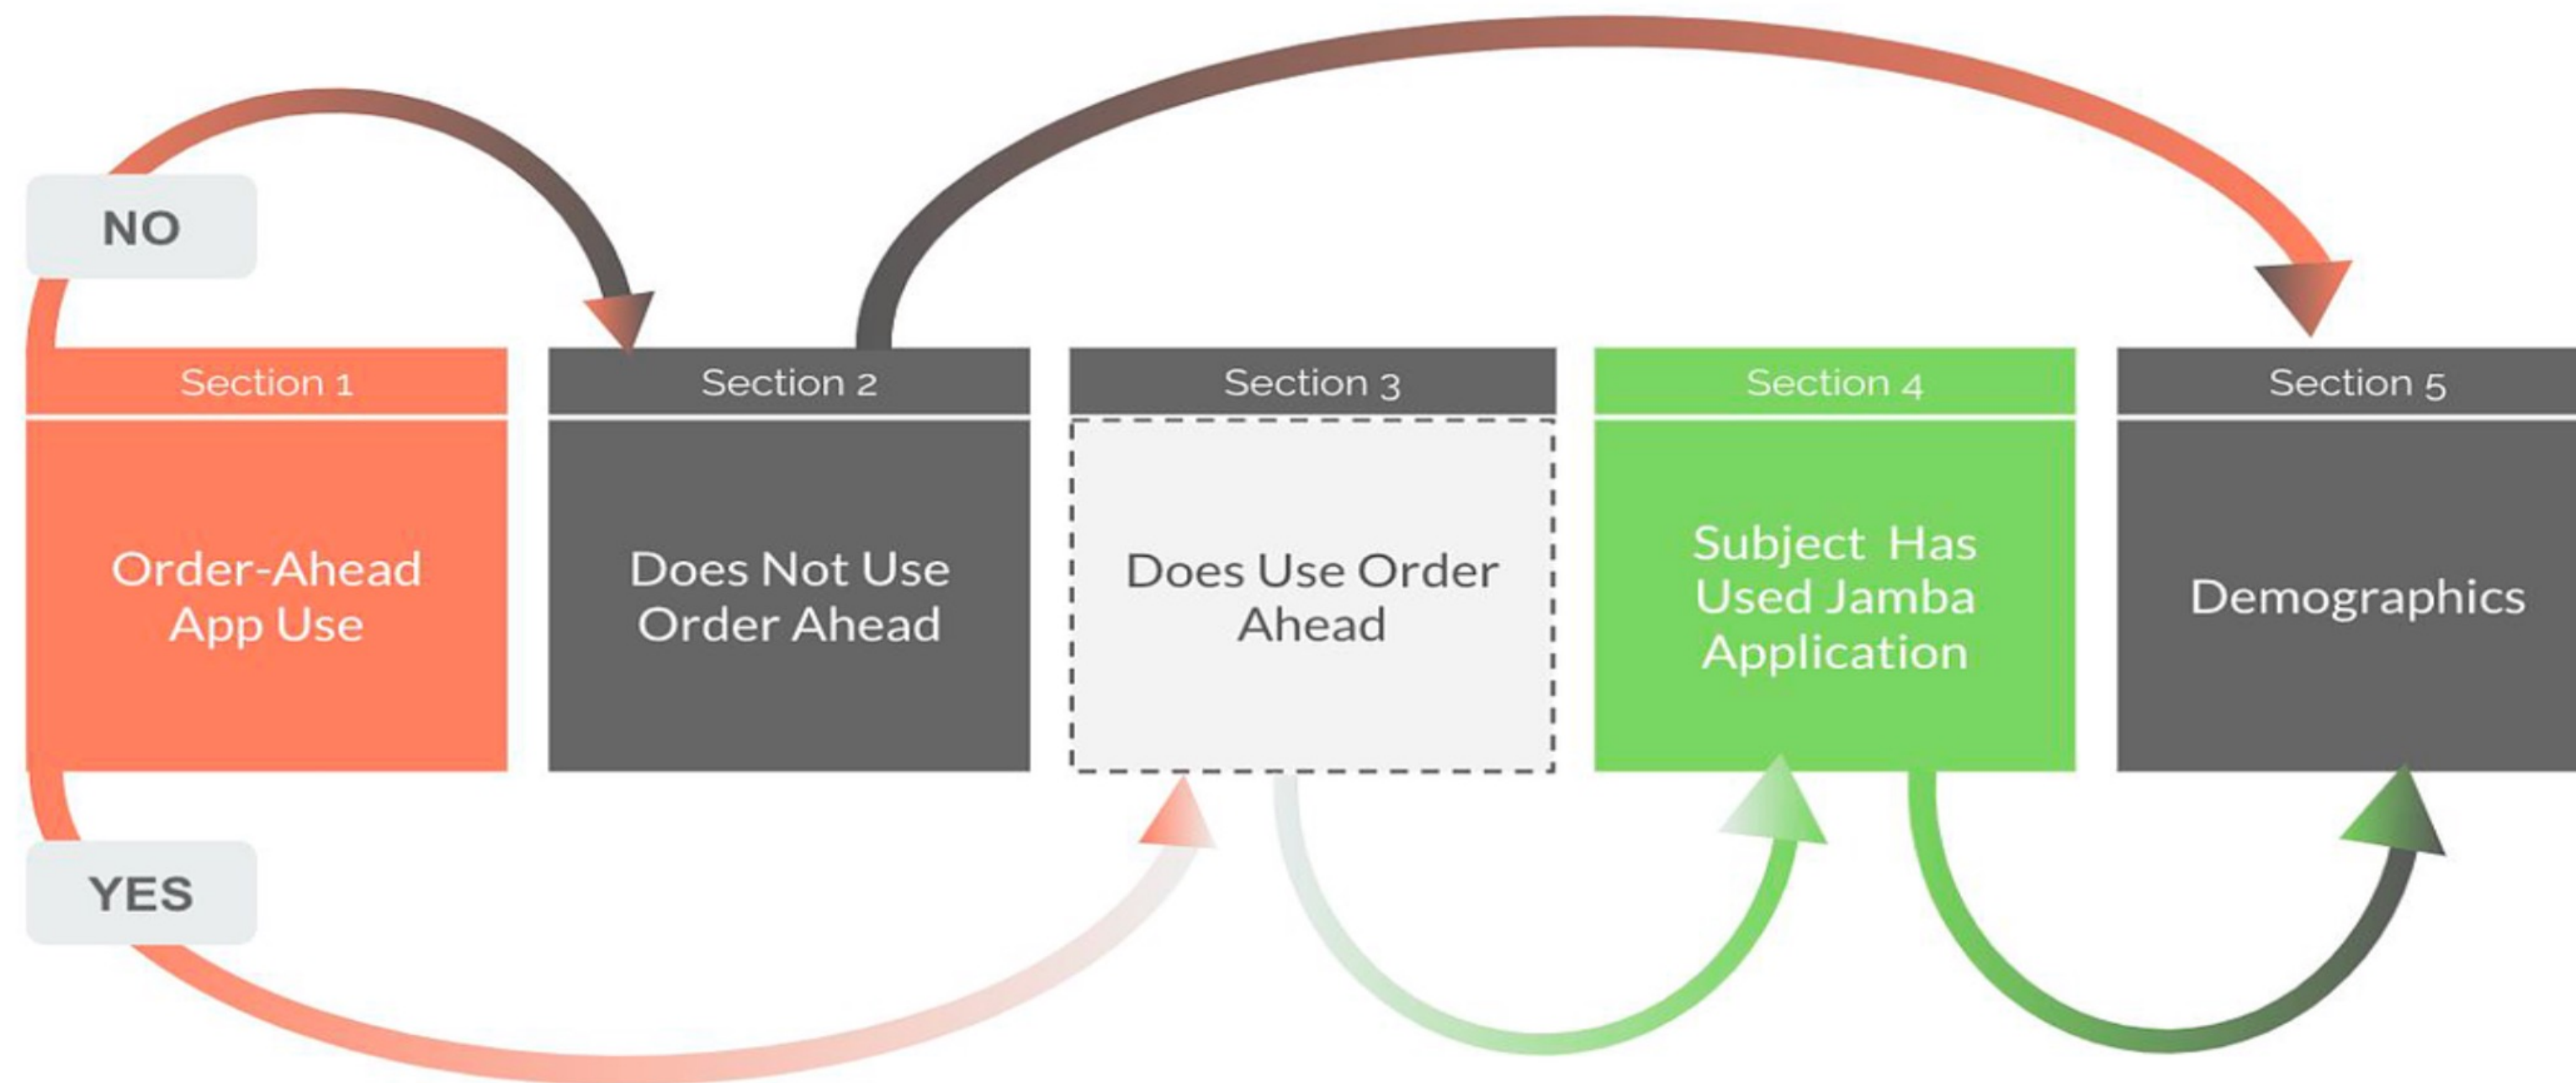 NO
Section 1
Order-Ahead
App Use
YES
Section 2
Does Not Use
Order Ahead
Section 3
Does Use Order
Ahead
Section 4
Subject Has
Used Jamba
Application
Section 5
Demographics